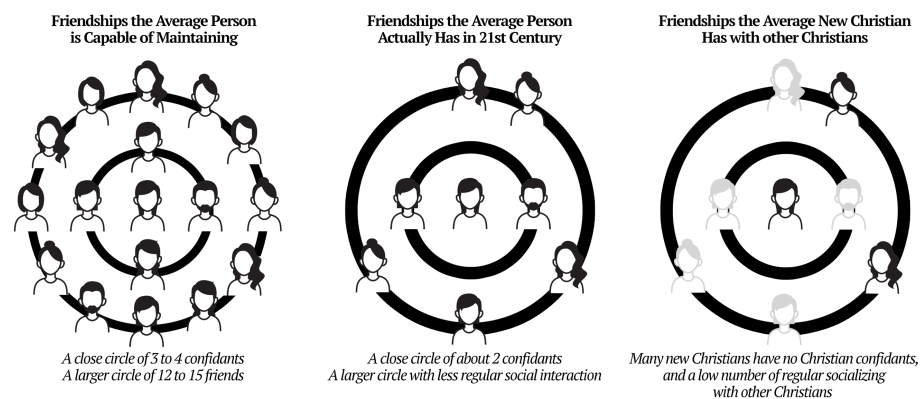 Friendships the Average Person
is Capable of Maintaining
A close circle of 3 to 4 confidants
A larger circle of 12 to 15 friends
Friendships the Average Person
Actually Has in 21st Century
A close circle of about 2 confidants
A larger circle with less regular social interaction
Friendships the Average New Christian
Has with other Christians
Many new Christians have no Christian confidants,
and a low number of regular socializing
with other Christians